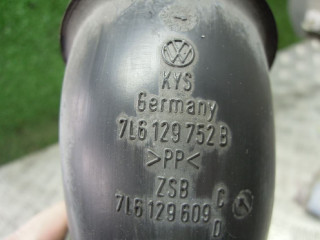 KYS
Germany
7L6 129 752 B
>PP<
ZSB
7L6 129 609 C
D